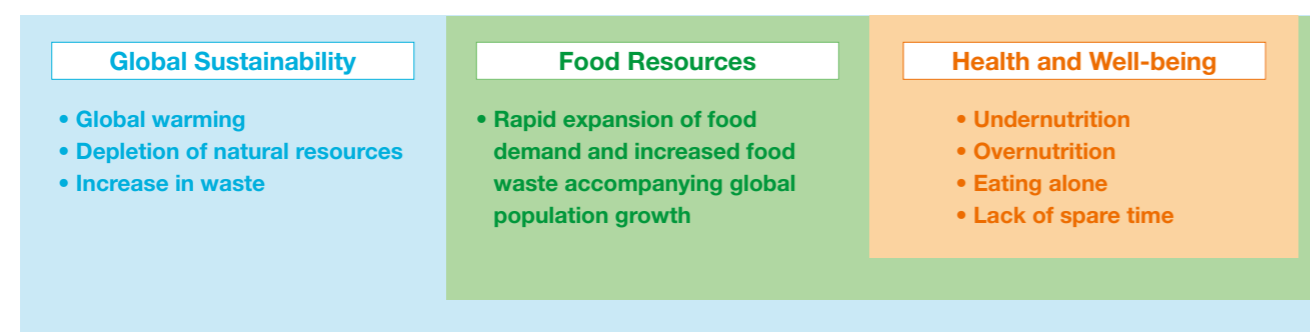 Global Sustainability
• Global warming
• Depletion of natural resources
• Increase in waste
Food Resources
• Rapid expansion of food
demand and increased food
waste accompanying global
population growth
Health and Well-being
• Undernutrition
• Overnutrition
• Eating alone
• Lack of spare time